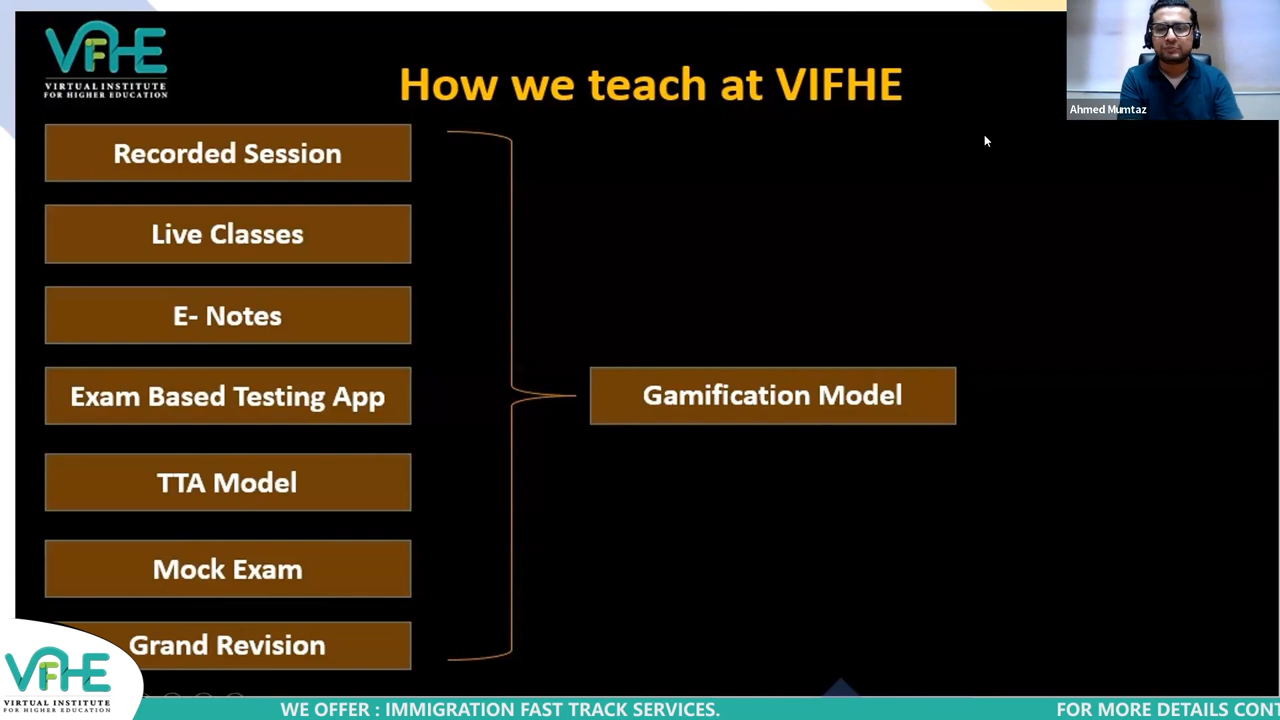 VIFHE
VIRTUAL INSTITUTE
FOR HIGHER EDUCATION
How we teach at VIFHE
Ahmed Mumtaz
Recorded Session
Live Classes
E- Notes
Exam Based Testing App
Gamification Model
TTA Model
Mock Exam
Grand Revision
VIFHE
VIRTUAL INSTITUTE
FOR HIGHER EDUCATION
WE OFFER : IMMIGRATION FAST TRACK SERVICES.
FOR MORE DETAILS CONT